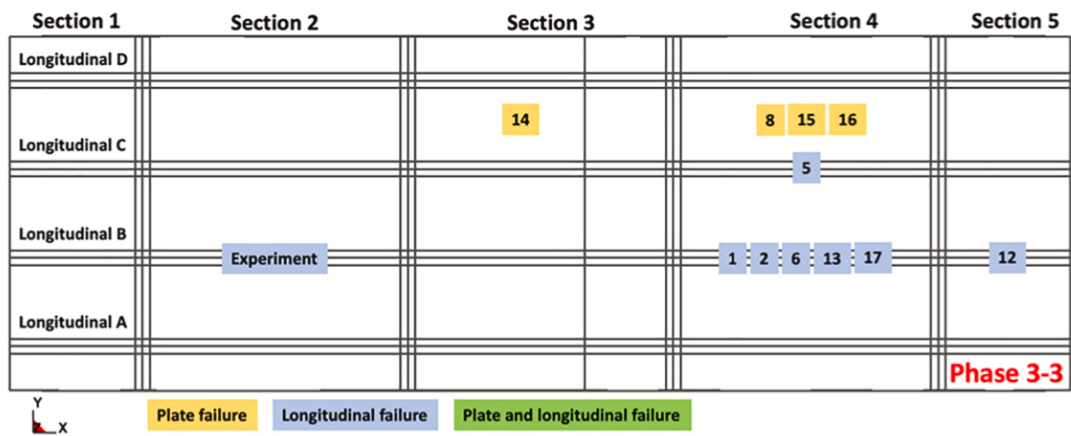 Section 1 Section 2 Section 3 Section 4 Section 5
Longitudinal D
14 8 15 16
Longitudinal C
5
Longitudinal B
Experiment 1 2 6 13 17 12
Longitudinal A
Phase 3-3
Y
Z X
Plate failure Longitudinal failure Plate and longitudinal failure